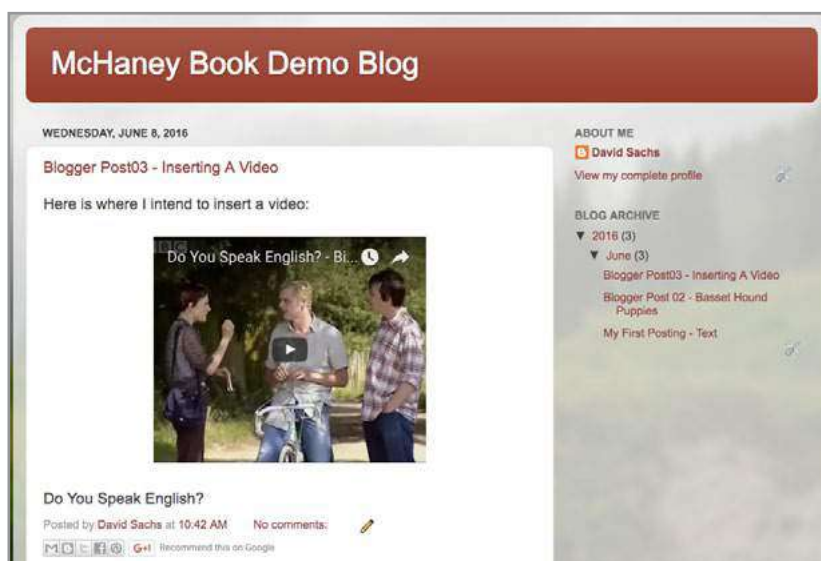 McHaney Book Demo Blog
WEDNESDAY, JUNE 8, 2016
Blogger Post03 - Inserting A Video
Here is where I intend to insert a video:
BBC
Do You Speak English? - Bi...
Do You Speak English?
Posted by David Sachs at 10:42 AM No comments:
G+1 Recommend this on Google
ABOUT ME
David Sachs
View my complete profile
BLOG ARCHIVE
▼ 2016 (3)
▼ June (3)
Blogger Post03 - Inserting A Video
Blogger Post 02 - Basset Hound
Puppies
My First Posting - Text